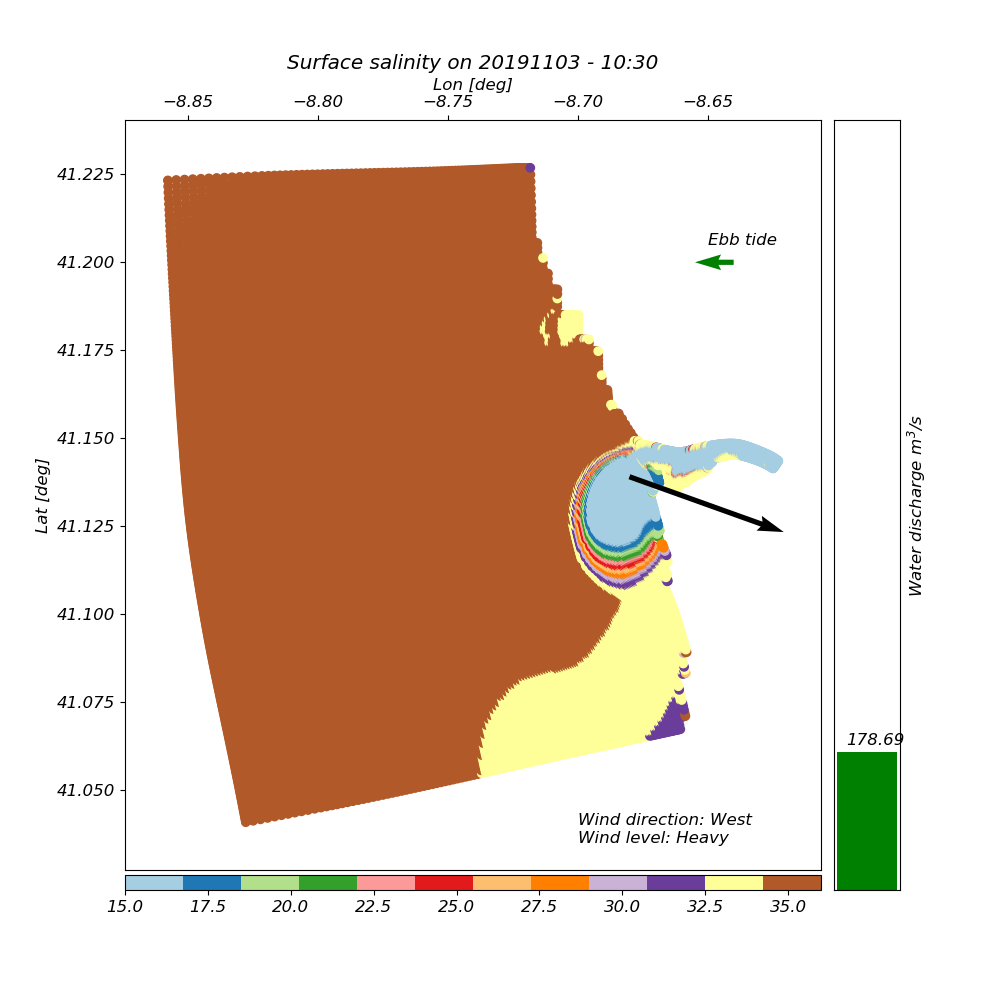 Surface salinity on 20191103 - 10:30
Lon [deg]
−8.85 −8.80 −8.75 −8.70 −8.65
41.225
41.200
41.175
41.150
41.125
41.100
41.075
41.050
Lat [deg]
Ebb tide
Water discharge m³/s
178.69
Wind direction: West
Wind level: Heavy
15.0 17.5 20.0 22.5 25.0 27.5 30.0 32.5 35.0